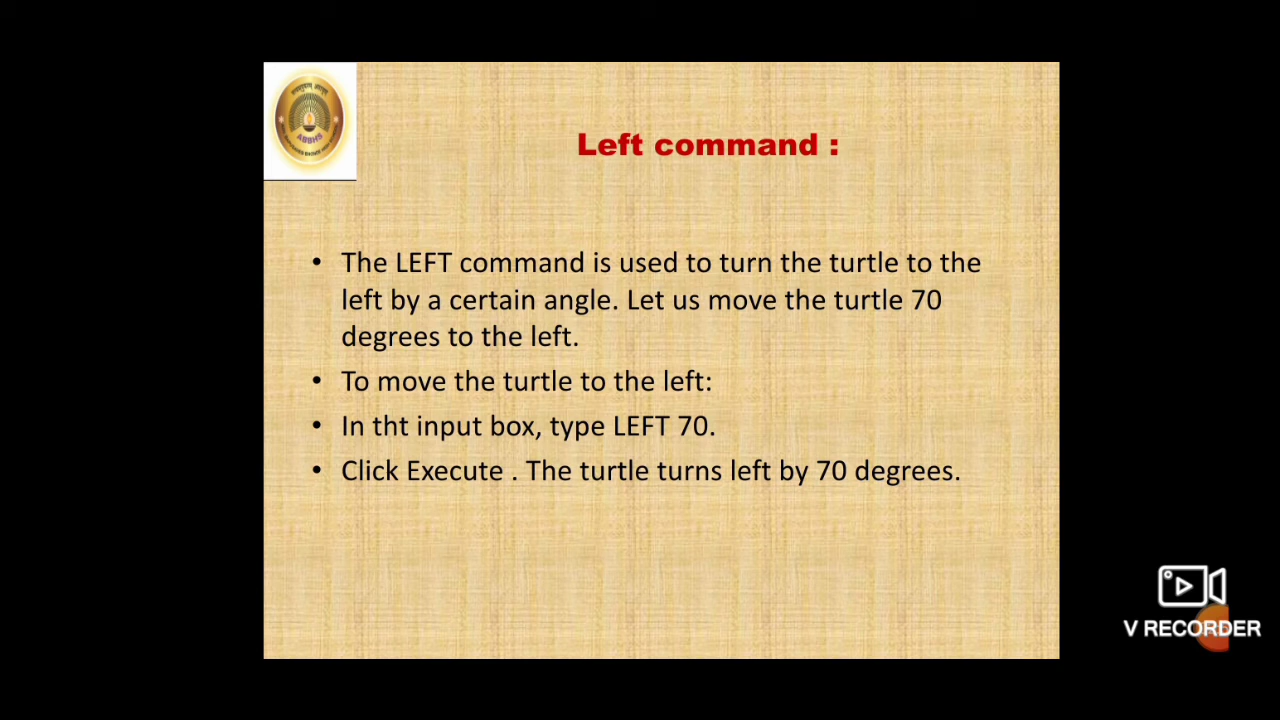 ABBHS
Left command :
• The LEFT command is used to turn the turtle to the
left by a certain angle. Let us move the turtle 70
degrees to the left.
• To move the turtle to the left:
• In tht input box, type LEFT 70.
• Click Execute . The turtle turns left by 70 degrees.
V RECORDER